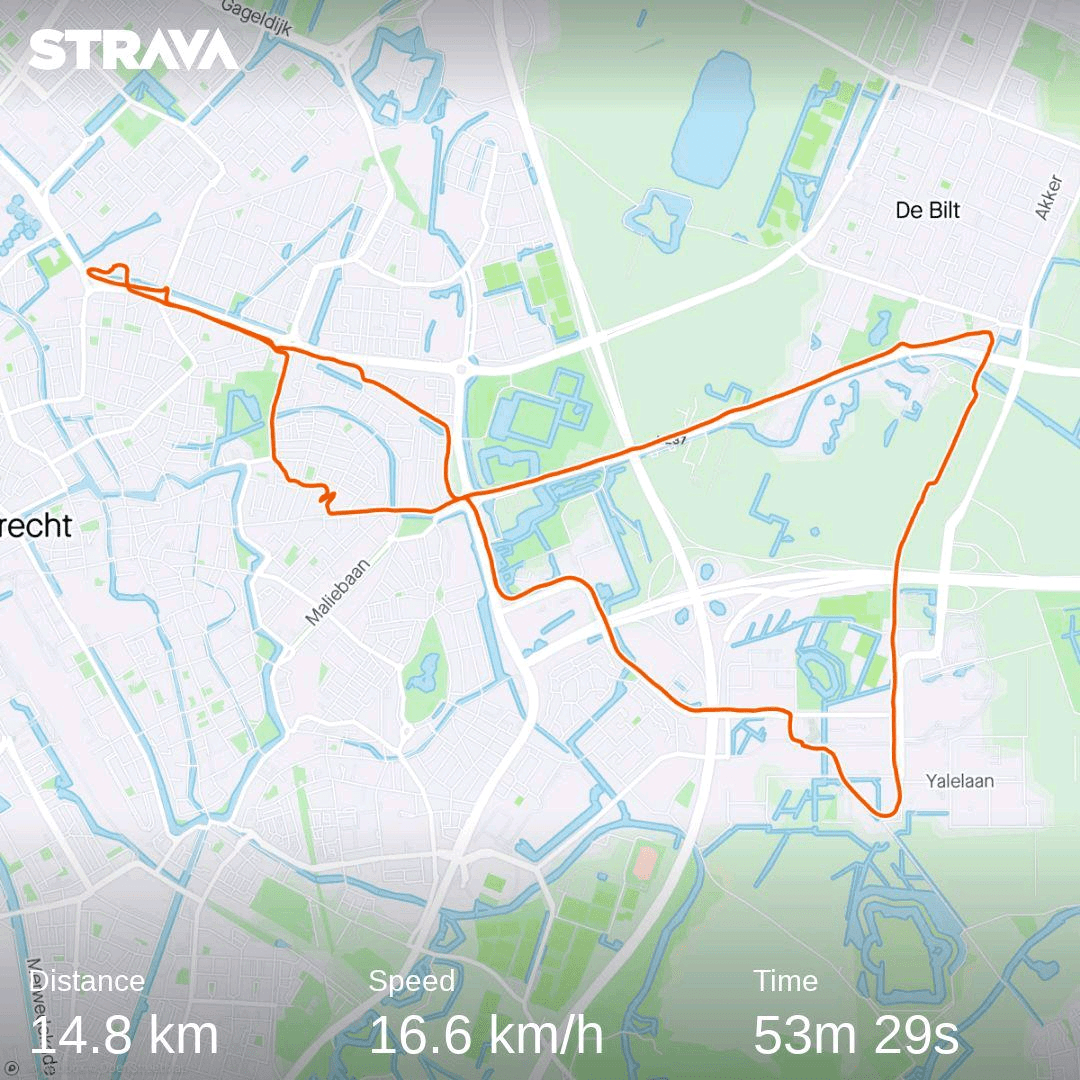 Gageldijk
STRAVA
De Bilt
Akker
recht
Maliebaan
Yalelaan
Distance
Speed
Time
14.8 km
16.6 km/h
53m 29s